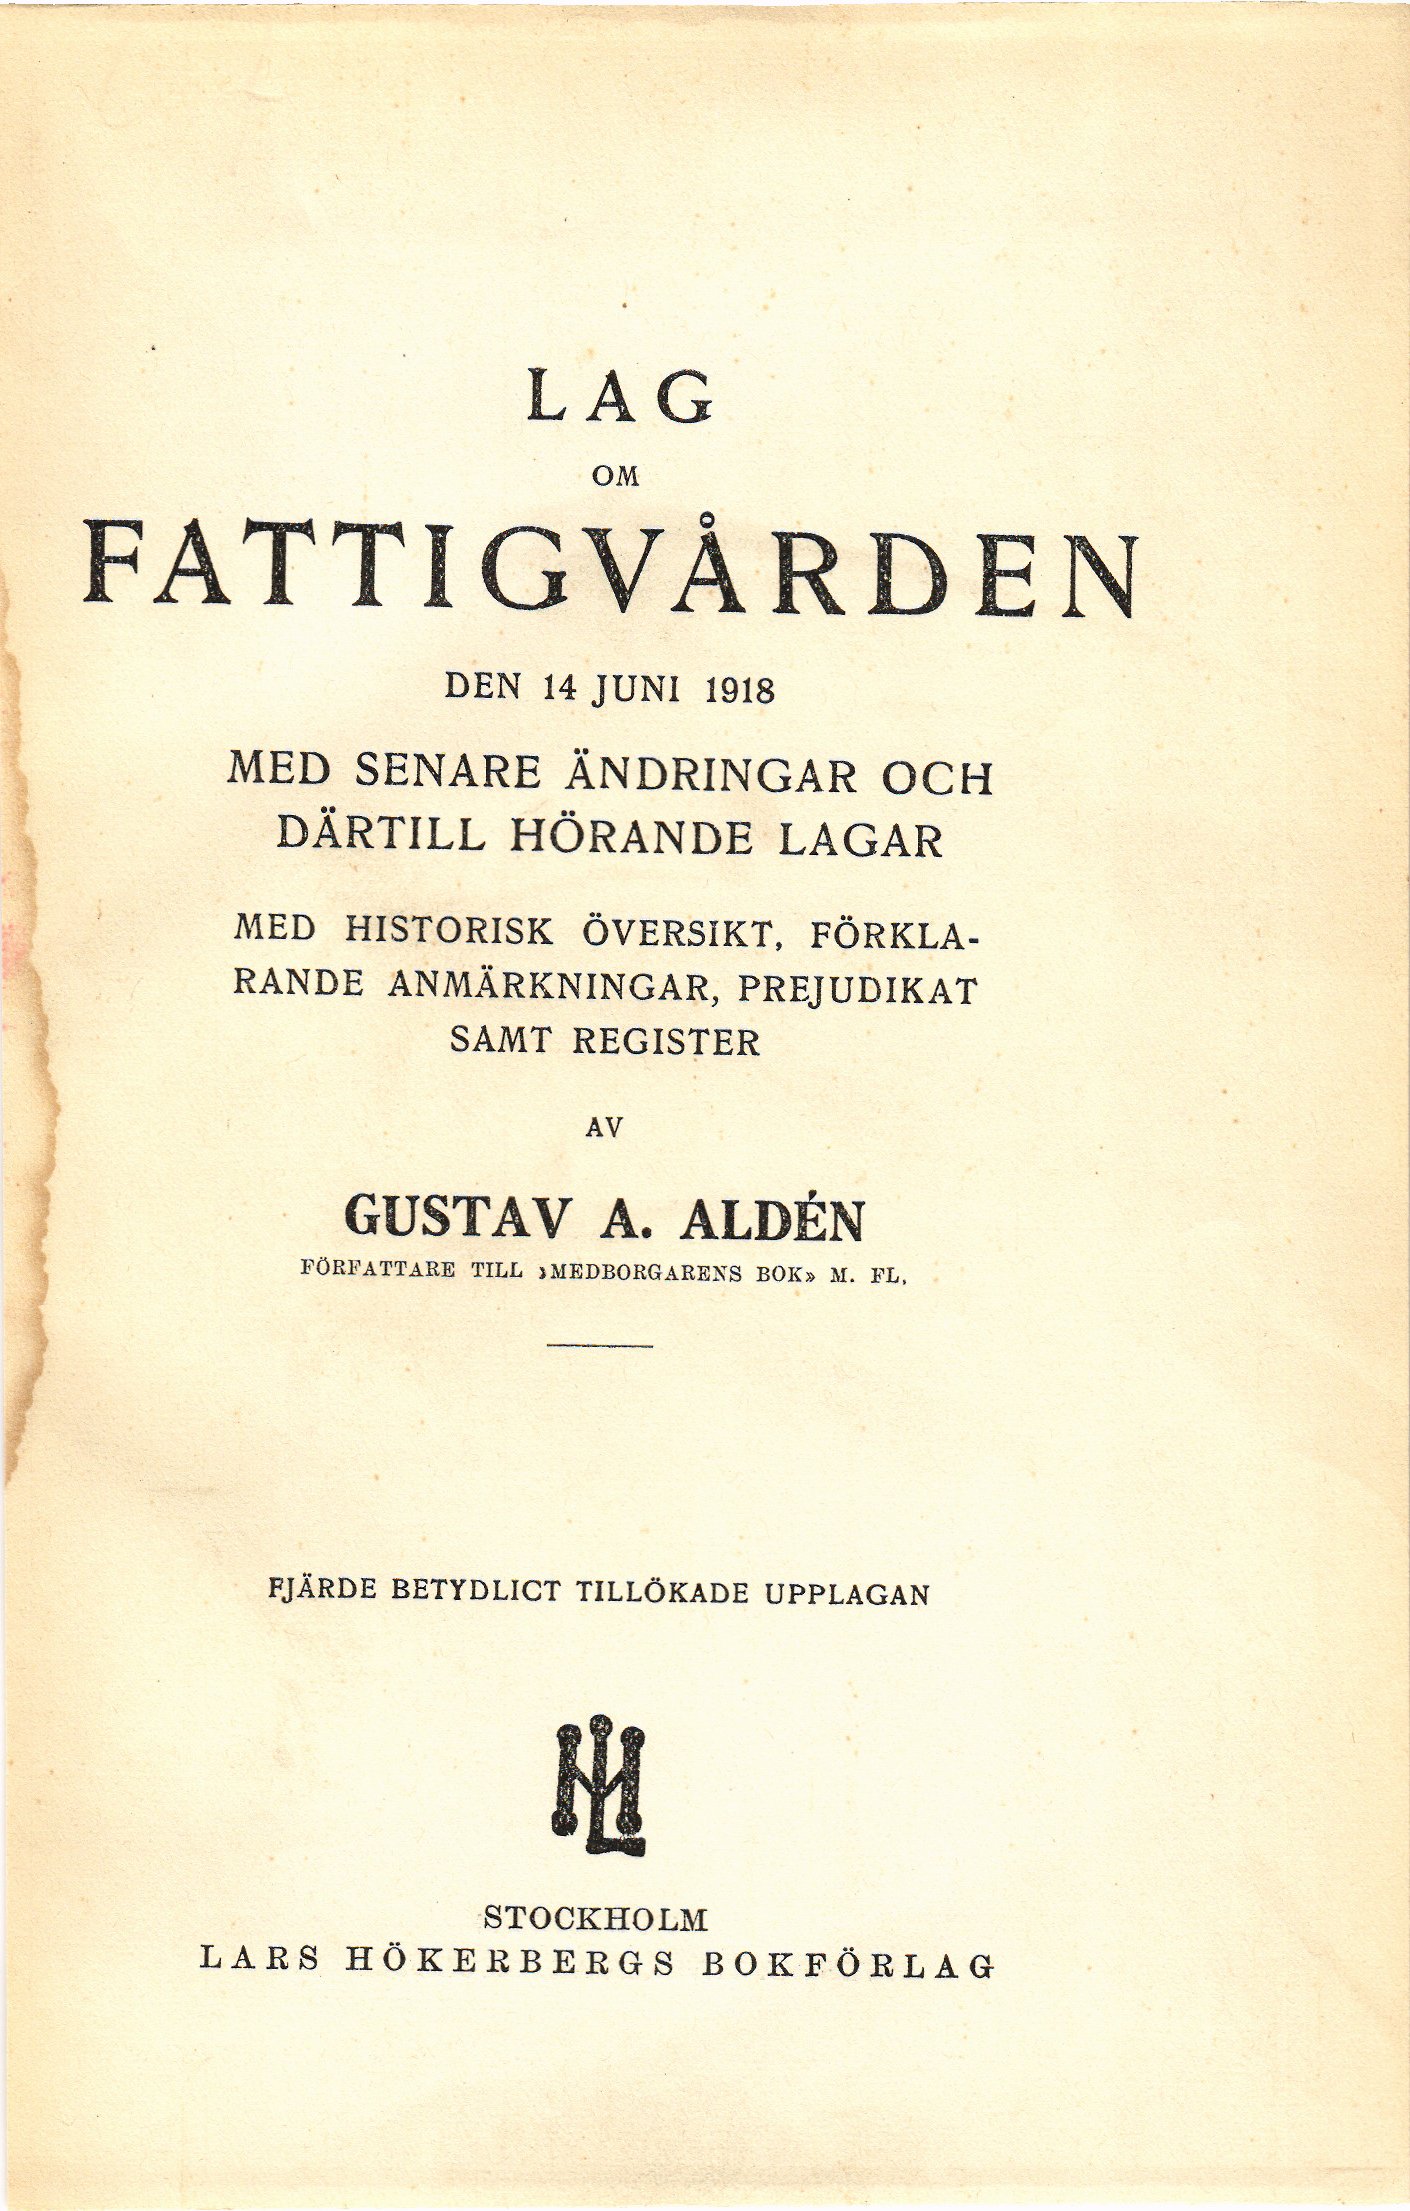 LAG
OM
FATTIGVÅRDEN
DEN 14 JUNI 1918
MED SENARE ÄNDRINGAR OCH
DÄRTILL HÖRANDE LAGAR
MED HISTORISK ÖVERSIKT, FÖRKLA-
RANDE ANMÄRKNINGAR, PREJUDIKAT
SAMT REGISTER
AV
GUSTAV A. ALDÉN
FÖRFATTARE TILL »MEDBORGARENS BOK» M. FL.
FJÄRDE BETYDLIGT TILLÖKADE UPPLAGAN
LH
STOCKHOLM
LARS HÖKERBERGS BOKFÖRLAG